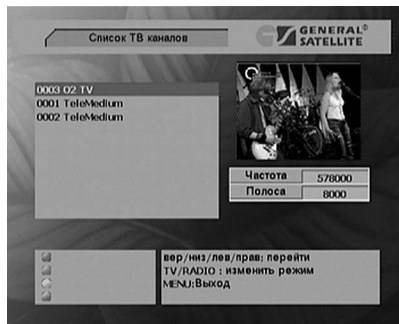 Список ТВ каналов
GENERAL®
SATELLITE
0003 O2 TV
0001 TeleMedium
0002 TeleMedium
Частота 578000
Полоса 8000
вер/низ/лев/прав: перейти
TV/RADIO : изменить режим
MENU:Выход